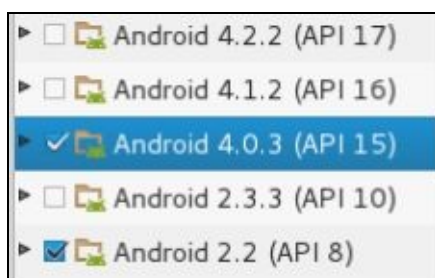 Android 4.2.2 (API 17)
Android 4.1.2 (API 16)
Android 4.0.3 (API 15)
Android 2.3.3 (API 10)
Android 2.2 (API 8)